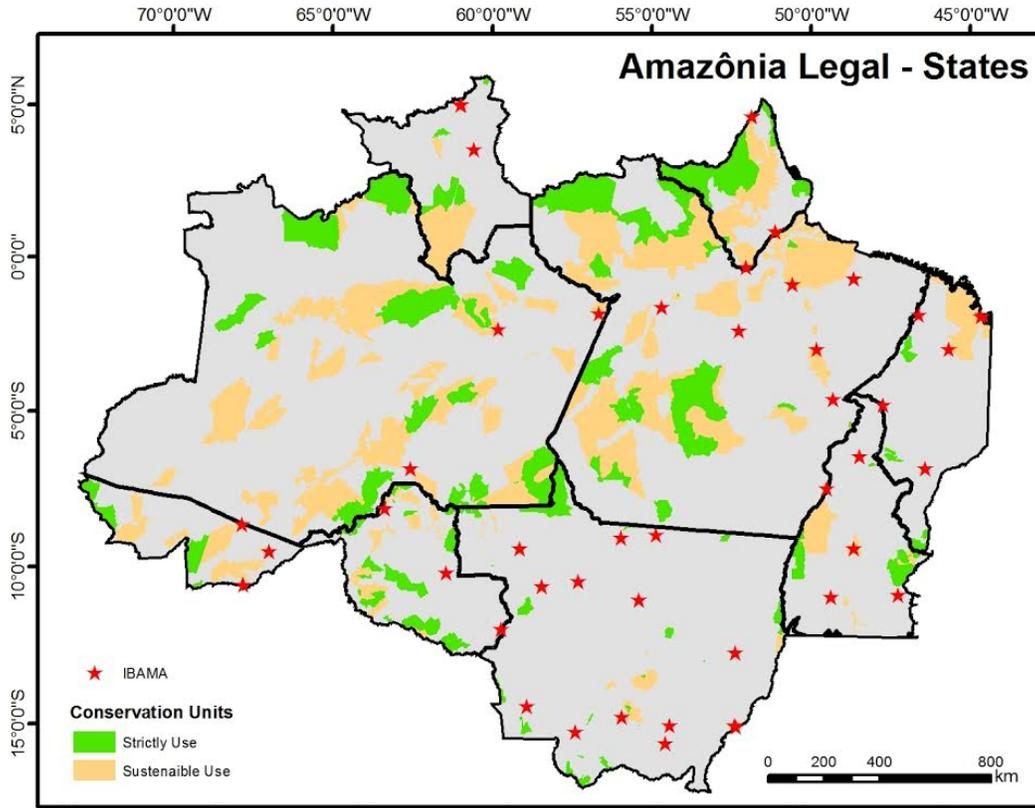 70°0'0"W 65°0'0"W 60°0'0"W 55°0'0"W 50°0'0"W 45°0'0"W
Amazônia Legal - States
5°0'0"N
0°0'0"
5°0'0"S
10°0'0"S
15°0'0"S
IBAMA
Conservation Units
Strictly Use
Sustenaible Use
0 200 400 800
km